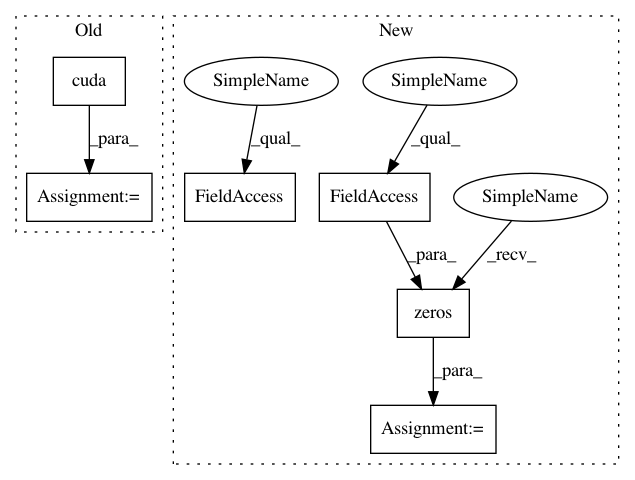 Old
New
cuda
SimpleName
SimpleName
_para_
_qual_
_qual_
Assignment:=
FieldAccess
FieldAccess
SimpleName
_para_
_recv_
zeros
_para_
Assignment:=